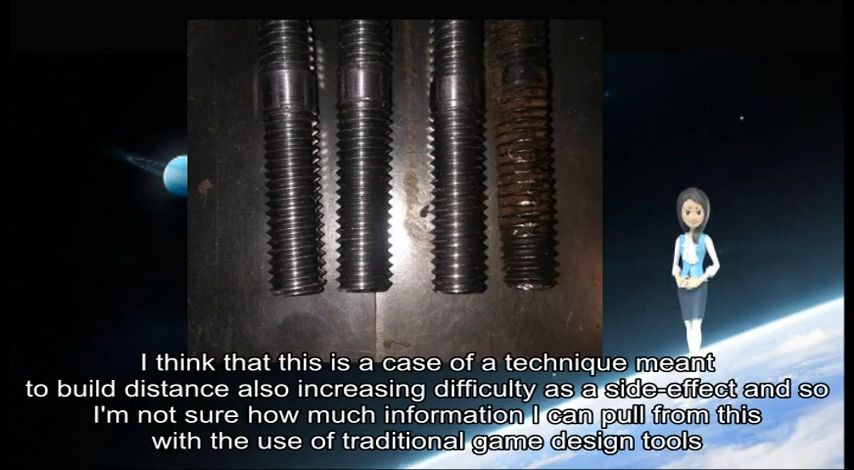 I think that this is a case of a technique meant
to build distance also increasing difficulty as a side-effect and so
I'm not sure how much information I can pull from this
with the use of traditional game design tools